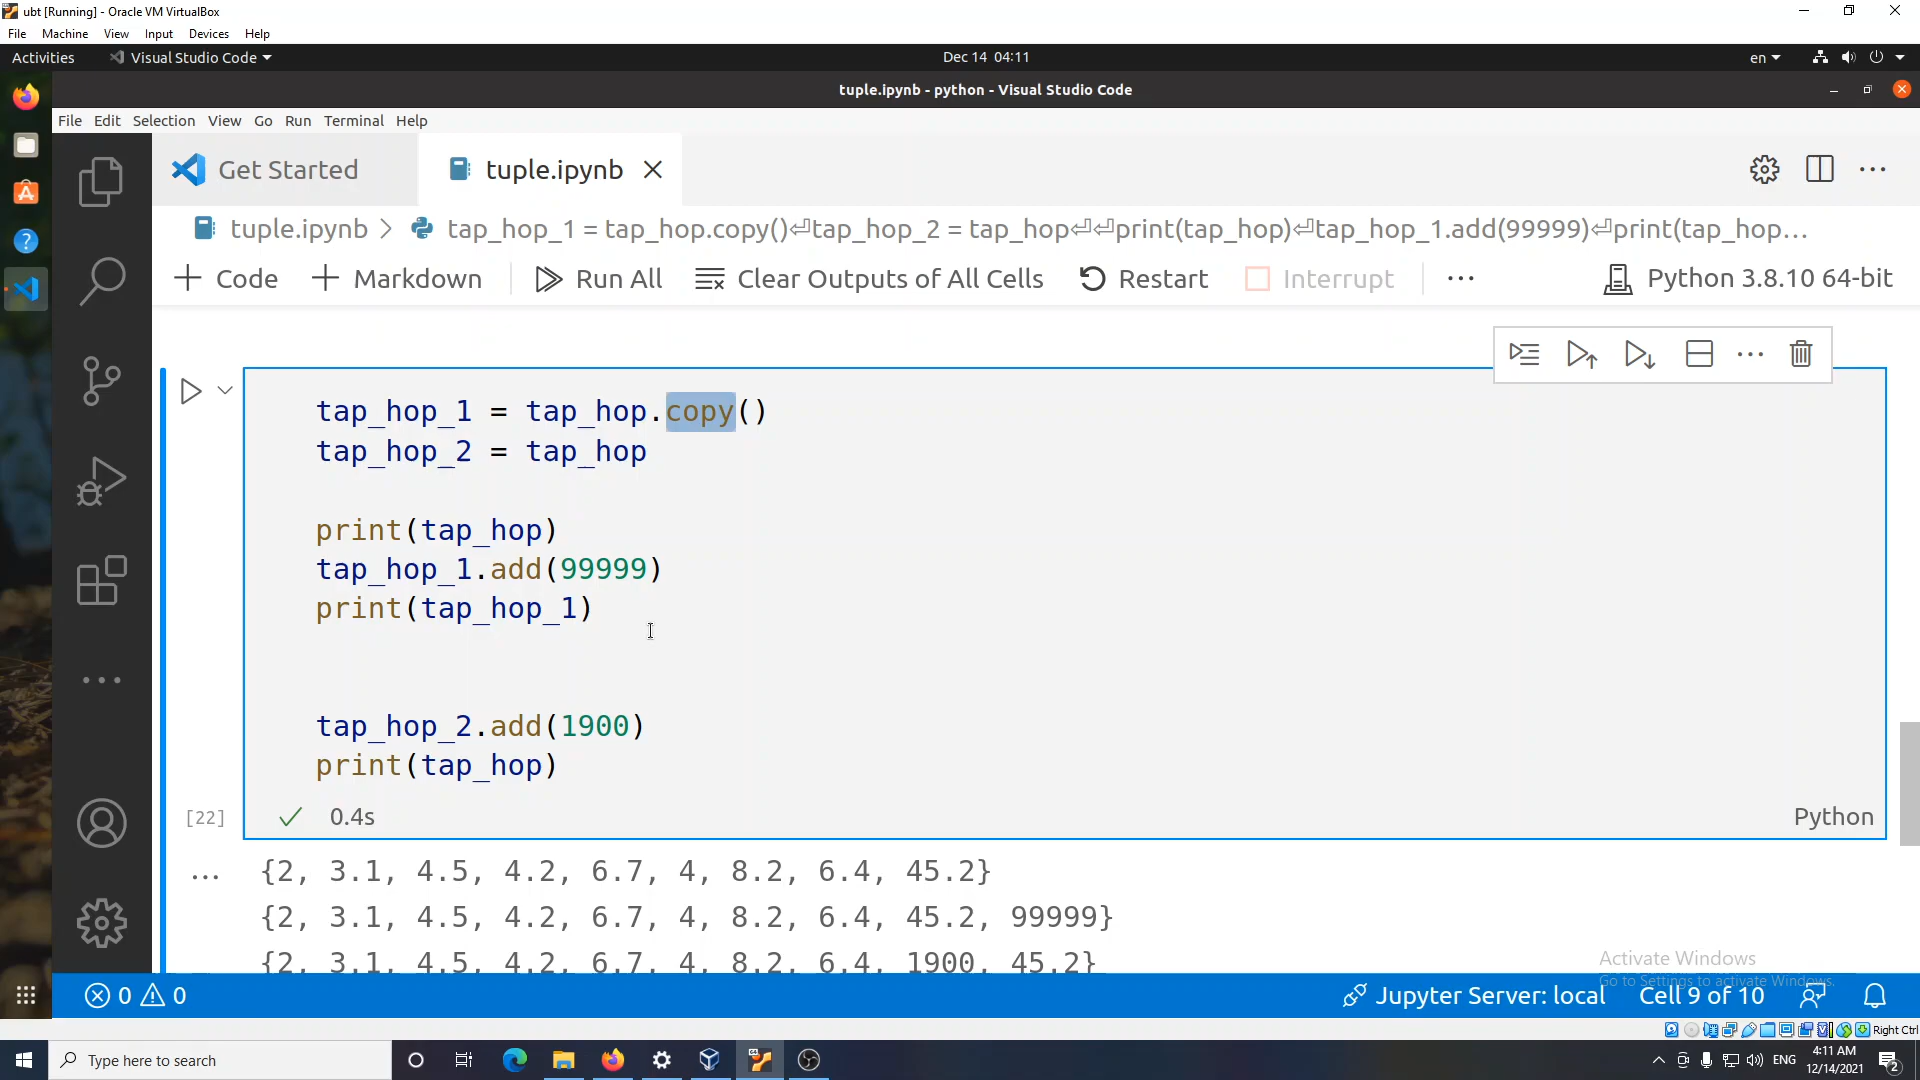 ubt [Running] - Oracle VM VirtualBox
File Machine View Input Devices Help
Activities Visual Studio Code Dec 14 04:11 en
tuple.ipynb - python - Visual Studio Code
File Edit Selection View Go Run Terminal Help
Get Started tuple.ipynb
tuple.ipynb > tap_hop_1 = tap_hop.copy()⏎tap_hop_2 = tap_hop⏎⏎print(tap_hop)⏎tap_hop_1.add(99999)⏎print(tap_hop...
+ Code + Markdown Run All Clear Outputs of All Cells Restart Interrupt ... Python 3.8.10 64-bit
tap_hop_1 = tap_hop.copy()
tap_hop_2 = tap_hop
print(tap_hop)
tap_hop_1.add(99999)
print(tap_hop_1)
tap_hop_2.add(1900)
print(tap_hop)
[22] 0.4s Python
{2, 3.1, 4.5, 4.2, 6.7, 4, 8.2, 6.4, 45.2}
{2, 3.1, 4.5, 4.2, 6.7, 4, 8.2, 6.4, 45.2, 99999}
{2, 3.1, 4.5, 4.2, 6.7, 4, 8.2, 6.4, 1900, 45.2}
Activate Windows
Go to Settings to activate Windows.
0 0 Jupyter Server: local Cell 9 of 10
Right Ctrl
Type here to search ENG 4:11 AM
12/14/2021 2